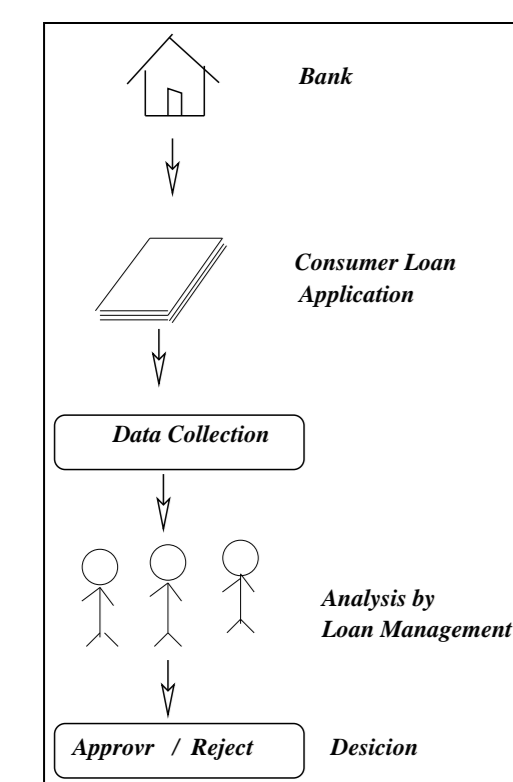 Bank
Consumer Loan
Application
Data Collection
Analysis by
Loan Management
Approvr / Reject
Desicion